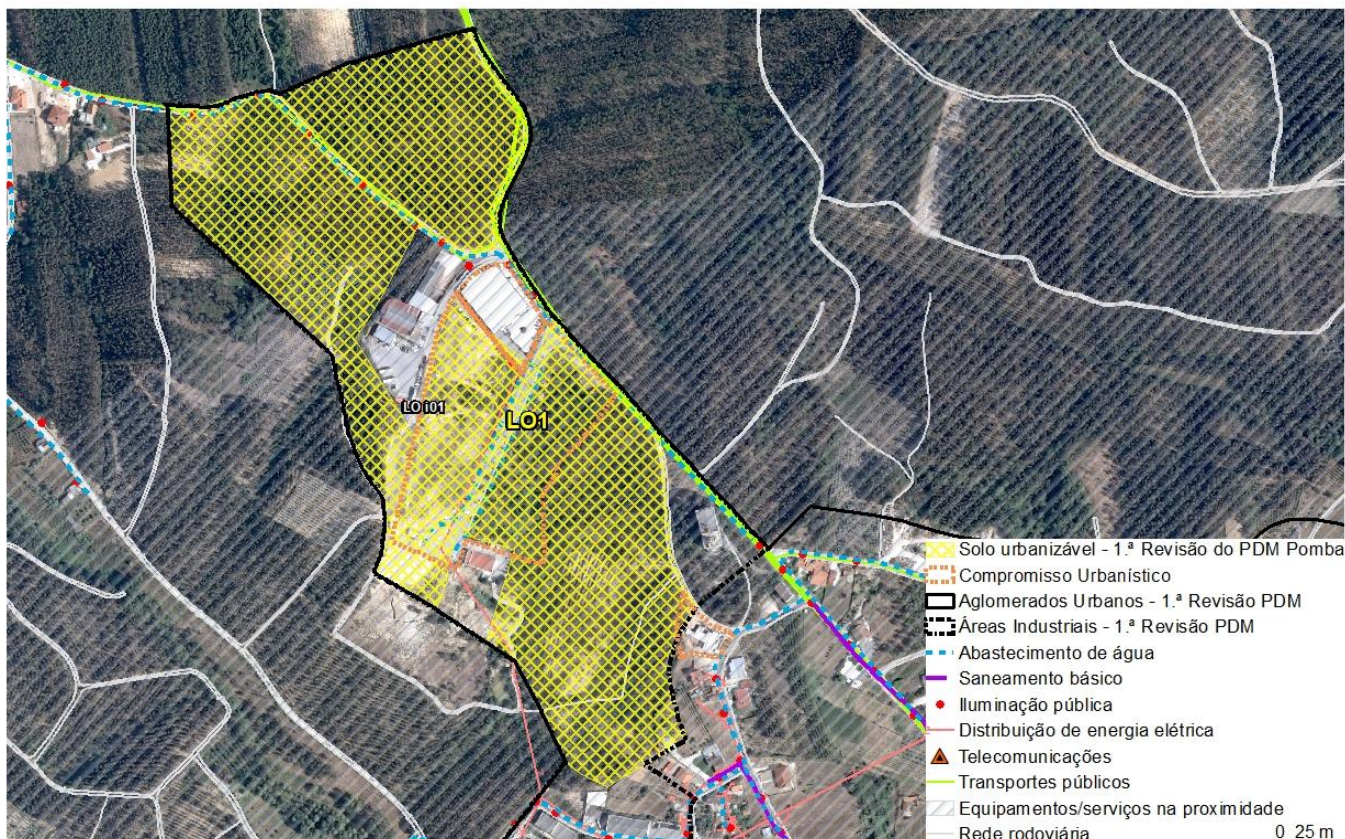 LO i01
LO1
Solo urbanizável - 1.ª Revisão do PDM Pomba
Compromisso Urbanístico
Aglomerados Urbanos - 1.ª Revisão PDM
Áreas Industriais - 1.ª Revisão PDM
Abastecimento de água
Saneamento básico
Iluminação pública
Distribuição de energia elétrica
Telecomunicações
Transportes públicos
Equipamentos/serviços na proximidade
Rede rodoviária
0 25 m